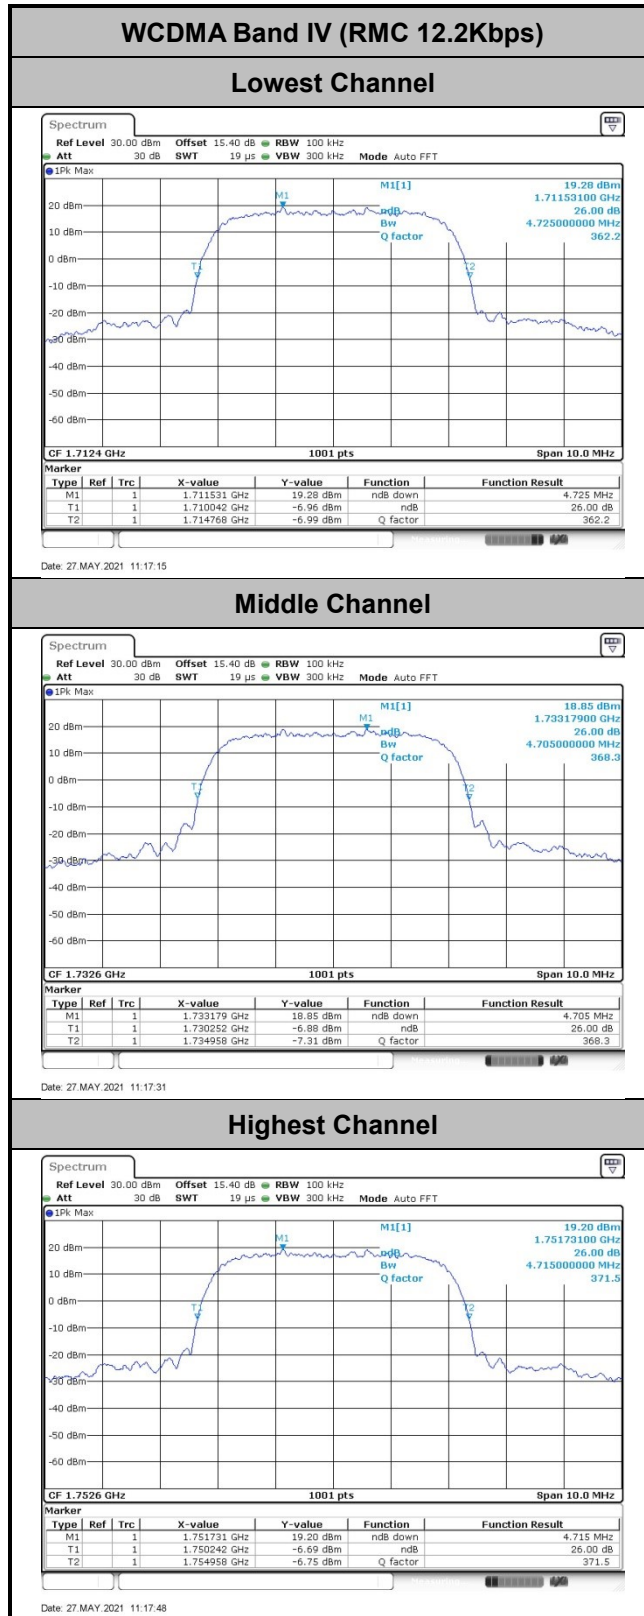 WCDMA Band IV (RMC 12.2Kbps)
Lowest Channel
Spectrum
Ref Level 30.00 dBm Offset 15.40 dB RBW 100 kHz
Att 30 dB SWT 19 µs VBW 300 kHz Mode Auto FFT
1Pk Max
M1[1] 19.28 dBm
1.71153100 GHz
ndB 26.00 dB
Bw 4.725000000 MHz
Q factor 362.2
M1
T1
T2
20 dBm
10 dBm
0 dBm
-10 dBm
-20 dBm
-30 dBm
-40 dBm
-50 dBm
-60 dBm
CF 1.7124 GHz 1001 pts Span 10.0 MHz
Marker
Type Ref Trc X-value Y-value Function Function Result
M1 1 1.711531 GHz 19.28 dBm ndB down 4.725 MHz
T1 1 1.710042 GHz -6.96 dBm ndB 26.00 dB
T2 1 1.714768 GHz -6.99 dBm Q factor 362.2
Date: 27.MAY.2021 11:17:15
Middle Channel
Spectrum
Ref Level 30.00 dBm Offset 15.40 dB RBW 100 kHz
Att 30 dB SWT 19 µs VBW 300 kHz Mode Auto FFT
1Pk Max
M1[1] 18.85 dBm
1.73317900 GHz
ndB 26.00 dB
Bw 4.705000000 MHz
Q factor 368.3
M1
T1
T2
20 dBm
10 dBm
0 dBm
-10 dBm
-20 dBm
-30 dBm
-40 dBm
-50 dBm
-60 dBm
CF 1.7326 GHz 1001 pts Span 10.0 MHz
Marker
Type Ref Trc X-value Y-value Function Function Result
M1 1 1.733179 GHz 18.85 dBm ndB down 4.705 MHz
T1 1 1.730252 GHz -6.88 dBm ndB 26.00 dB
T2 1 1.734958 GHz -7.31 dBm Q factor 368.3
Date: 27.MAY.2021 11:17:31
Highest Channel
Spectrum
Ref Level 30.00 dBm Offset 15.40 dB RBW 100 kHz
Att 30 dB SWT 19 µs VBW 300 kHz Mode Auto FFT
1Pk Max
M1[1] 19.20 dBm
1.75173100 GHz
ndB 26.00 dB
Bw 4.715000000 MHz
Q factor 371.5
M1
T1
T2
20 dBm
10 dBm
0 dBm
-10 dBm
-20 dBm
-30 dBm
-40 dBm
-50 dBm
-60 dBm
CF 1.7526 GHz 1001 pts Span 10.0 MHz
Marker
Type Ref Trc X-value Y-value Function Function Result
M1 1 1.751731 GHz 19.20 dBm ndB down 4.715 MHz
T1 1 1.750242 GHz -6.69 dBm ndB 26.00 dB
T2 1 1.754958 GHz -6.75 dBm Q factor 371.5
Date: 27.MAY.2021 11:17:48